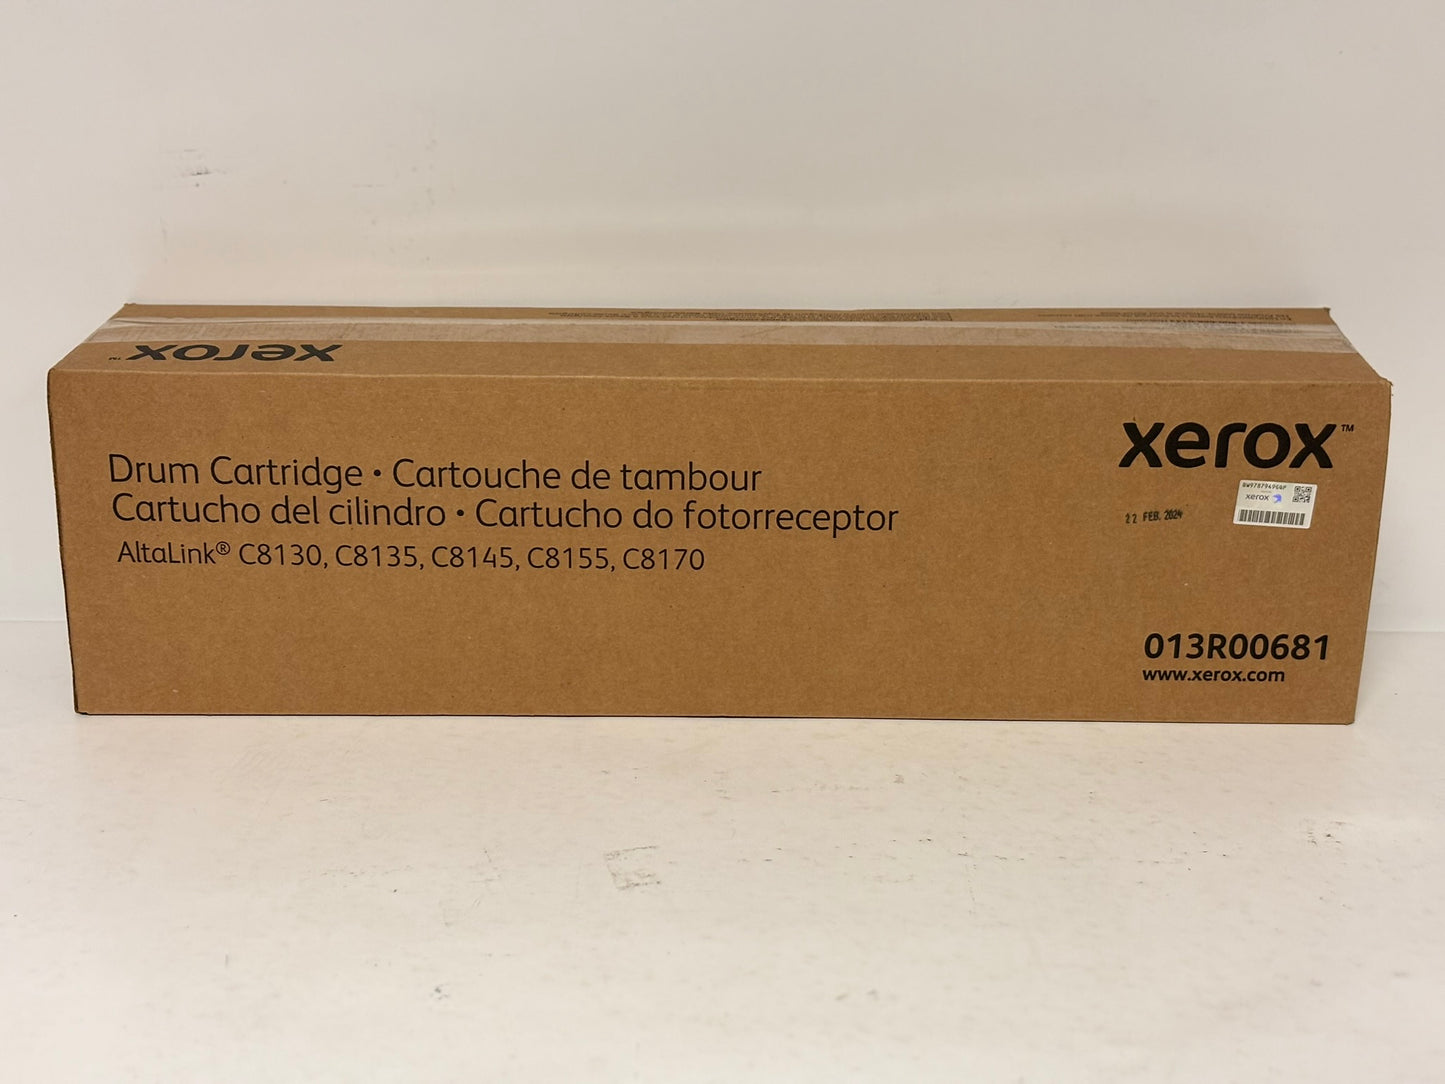 xerox™
xerox™
Drum Cartridge • Cartouche de tambour
Cartucho del cilindro • Cartucho do fotorreceptor
AltaLink® C8130, C8135, C8145, C8155, C8170
xerox
22 FEB. 2024
013R00681
www.xerox.com